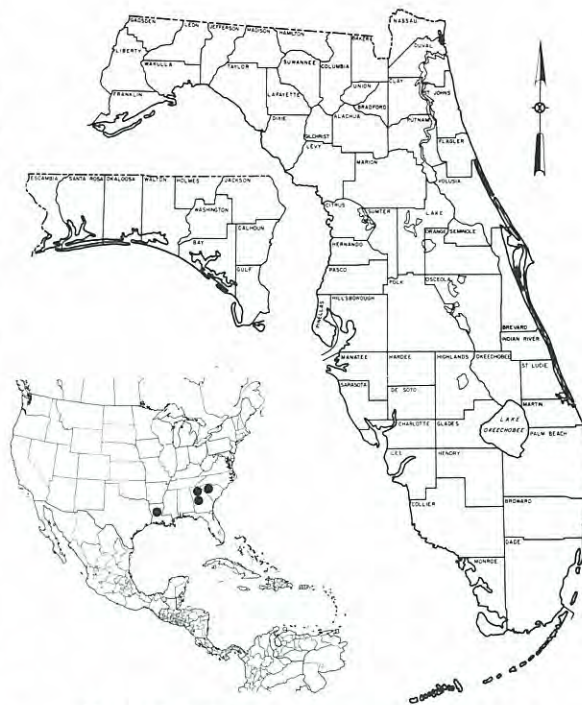 NASSAU
GADSDEN
LEON
JEFFERSON
MADISON
HAMILTON
BAKER
DUVAL
LIBERTY
WAKULLA
TAYLOR
SUWANNEE
COLUMBIA
FRANKLIN
LAFAYETTE
UNION
BRADFORD
CLAY
ST
JOHNS
DIXIE
GILCHRIST
ALACHUA
PUTNAM
LEVY
FLAGLER
MARION
VOLUSIA
ESCAMBIA
SANTA ROSA
OKALOOSA
WALTON
HOLMES
JACKSON
WASHINGTON
BAY
CALHOUN
GULF
CITRUS
SUMTER
LAKE
HERNANDO
ORANGE
SEMINOLE
PASCO
POLK
OSCEOLA
HILLSBOROUGH
PINELLAS
BREVARD
INDIAN RIVER
MANATEE
HARDEE
HIGHLANDS
OKEECHOBEE
ST LUCIE
SARASOTA
DE SOTO
MARTIN
CHARLOTTE
GLADES
LAKE
OKEECHOBEE
PALM BEACH
LEE
HENDRY
COLLIER
BROWARD
DADE
MONROE